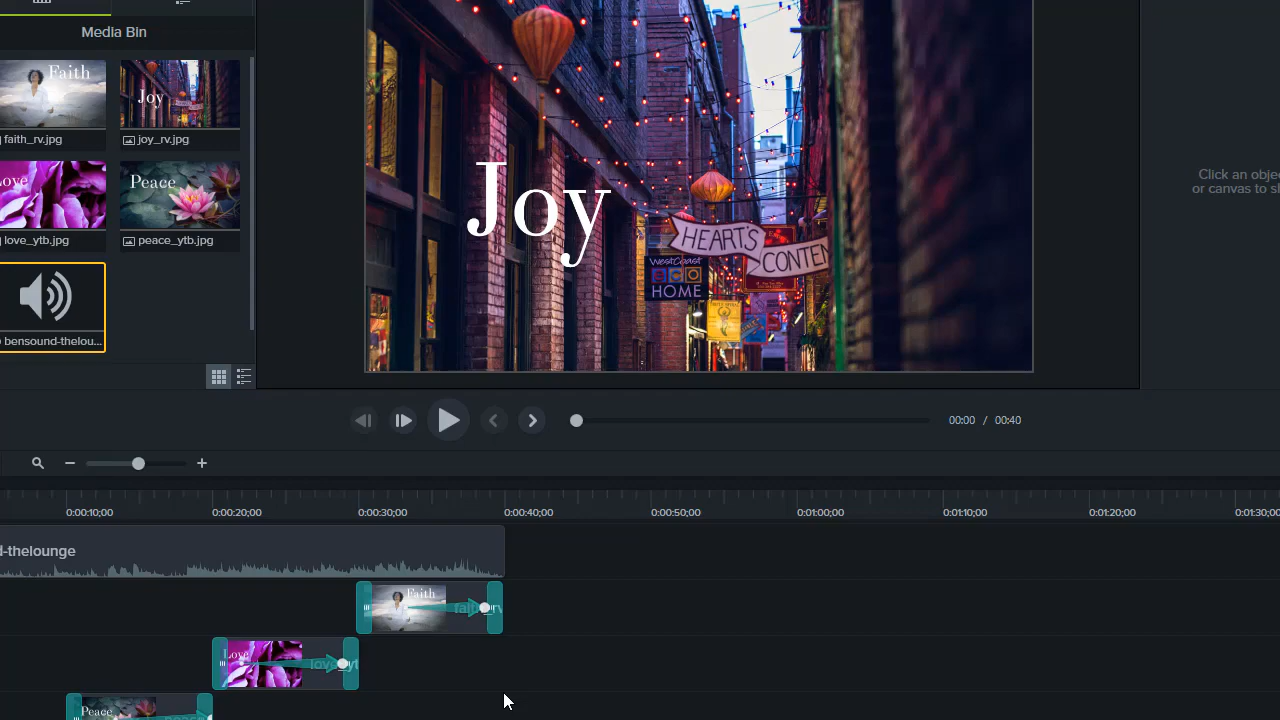 Media Bin
Faith
Joy
faith_rv.jpg
joy_rv.jpg
Love
Peace
love_ytb.jpg
peace_ytb.jpg
bensound-thelou...
Joy
HEART'S
CONTEN
WestCoast
ECO
HOME
Click an obje
or canvas to s
00:00 / 00:40
0:00:10;00
0:00:20;00
0:00:30;00
0:00:40;00
0:00:50;00
0:01:00;00
0:01:10;00
0:01:20;00
0:01:30;00
d-thelounge
Faith
Love
Peace